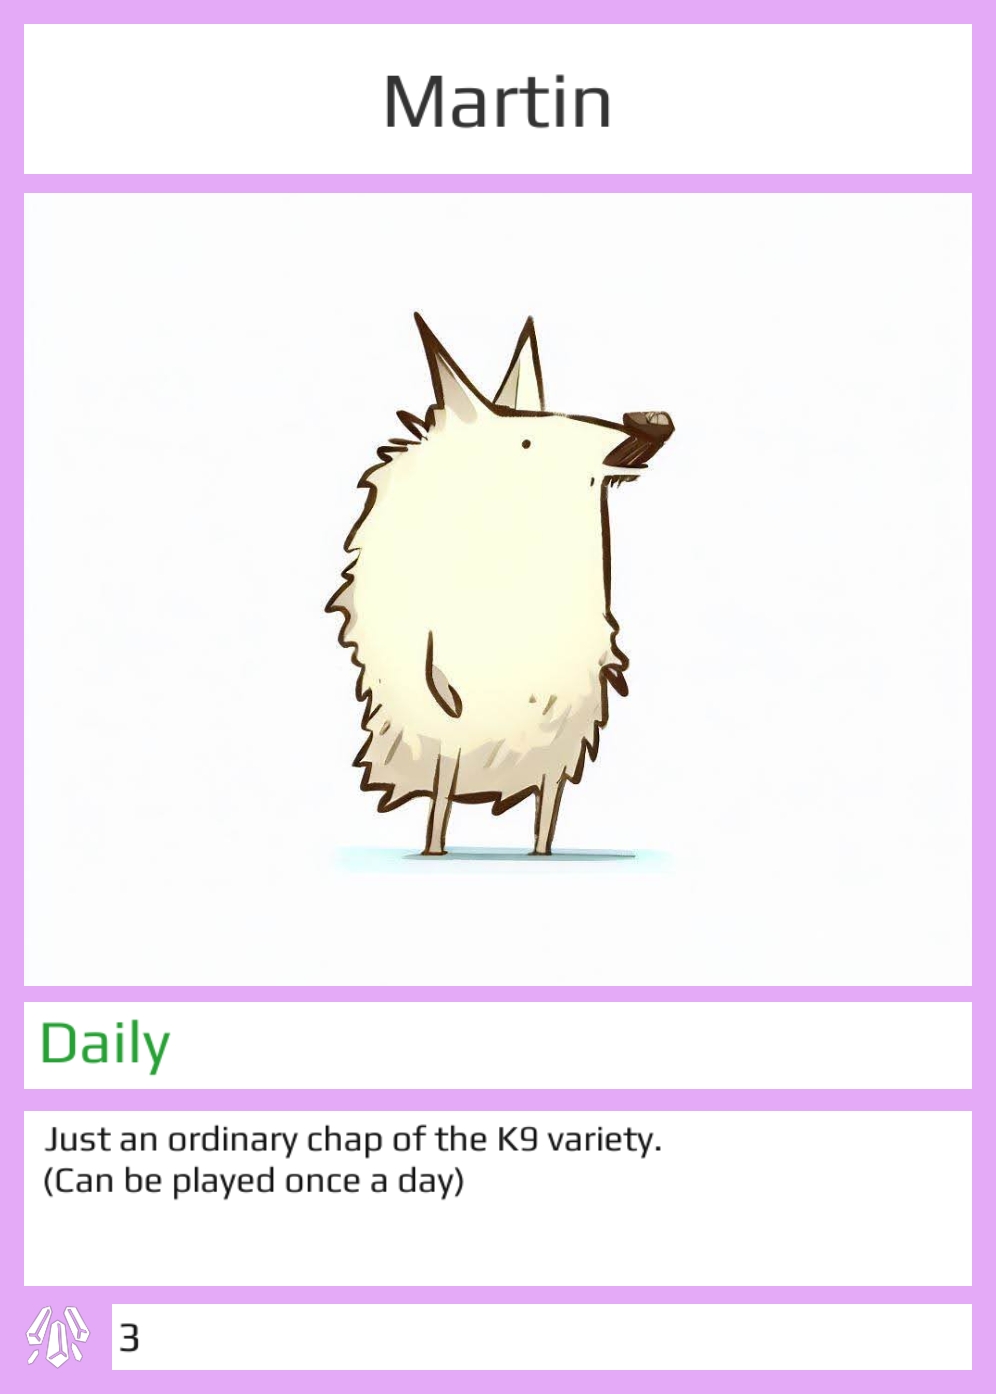 Martin
Daily
Just an ordinary chap of the K9 variety.
(Can be played once a day)
3